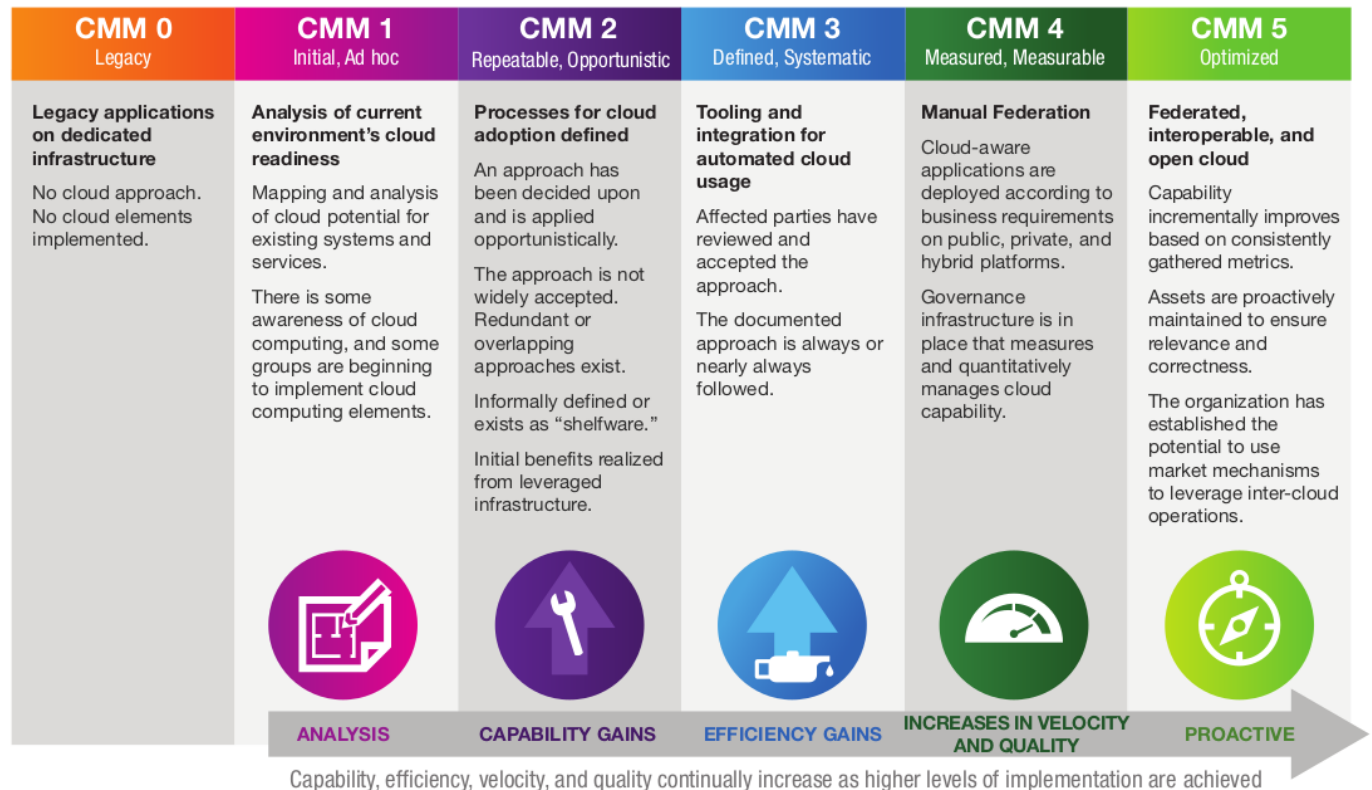 CMM 0
Legacy
Legacy applications
on dedicated
infrastructure
No cloud approach.
No cloud elements
implemented.
CMM 1
Initial, Ad hoc
Analysis of current
environment’s cloud
readiness
Mapping and analysis
of cloud potential for
existing systems and
services.
There is some
awareness of cloud
computing, and some
groups are beginning
to implement cloud
computing elements.
CMM 2
Repeatable, Opportunistic
Processes for cloud
adoption defined
An approach has
been decided upon
and is applied
opportunistically.
The approach is not
widely accepted.
Redundant or
overlapping
approaches exist.
Informally defined or
exists as “shelfware.”
Initial benefits realized
from leveraged
infrastructure.
CMM 3
Defined, Systematic
Tooling and
integration for
automated cloud
usage
Affected parties have
reviewed and
accepted the
approach.
The documented
approach is always or
nearly always
followed.
CMM 4
Measured, Measurable
Manual Federation
Cloud-aware
applications are
deployed according to
business requirements
on public, private, and
hybrid platforms.
Governance
infrastructure is in
place that measures
and quantitatively
manages cloud
capability.
CMM 5
Optimized
Federated,
interoperable, and
open cloud
Capability
incrementally improves
based on consistently
gathered metrics.
Assets are proactively
maintained to ensure
relevance and
correctness.
The organization has
established the
potential to use
market mechanisms
to leverage inter-cloud
operations.
ANALYSIS
CAPABILITY GAINS
EFFICIENCY GAINS
INCREASES IN VELOCITY
AND QUALITY
PROACTIVE
Capability, efficiency, velocity, and quality continually increase as higher levels of implementation are achieved